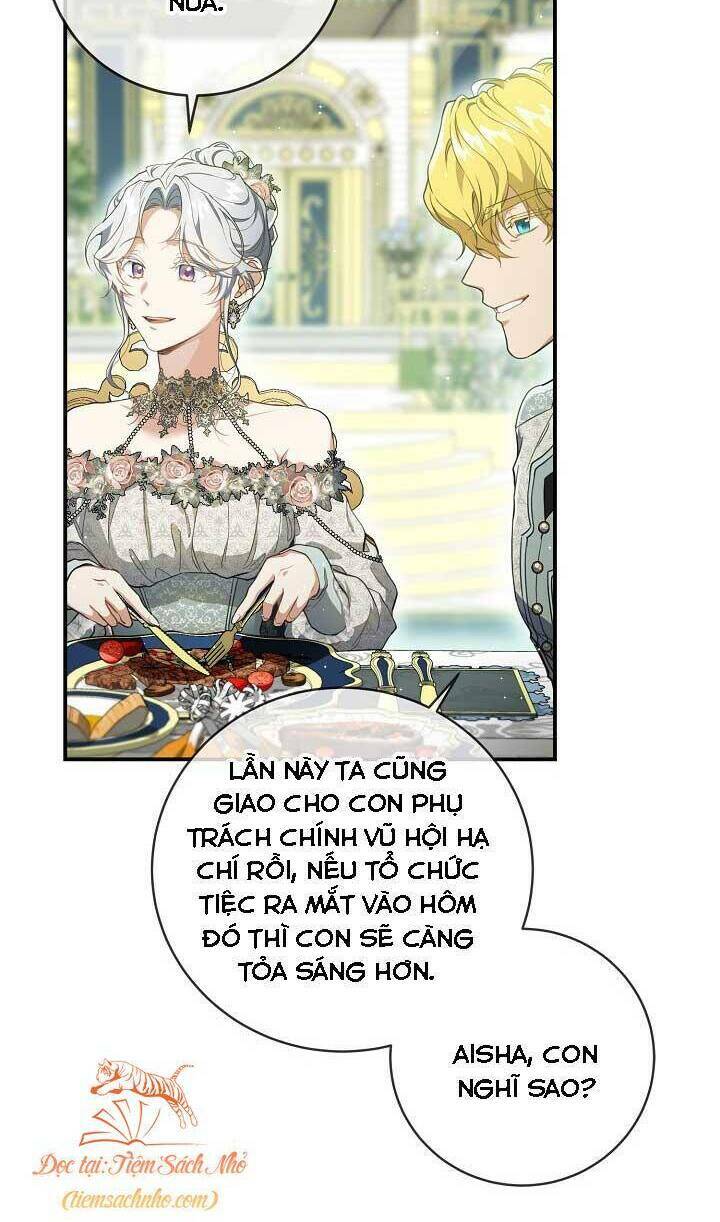 NỮA.
LẦN NÀY TA CŨNG
GIAO CHO CON PHỤ
TRÁCH CHÍNH VŨ HỘI HẠ
CHÍ RỒI, NẾU TỔ CHỨC
TIỆC RA MẮT VÀO HÔM
ĐÓ THÌ CON SẼ CÀNG
TỎA SÁNG HƠN.
AISHA, CON
NGHĨ SAO?
Đọc tại: Tiệm Sách Nhỏ
(tiemsachnho.com)